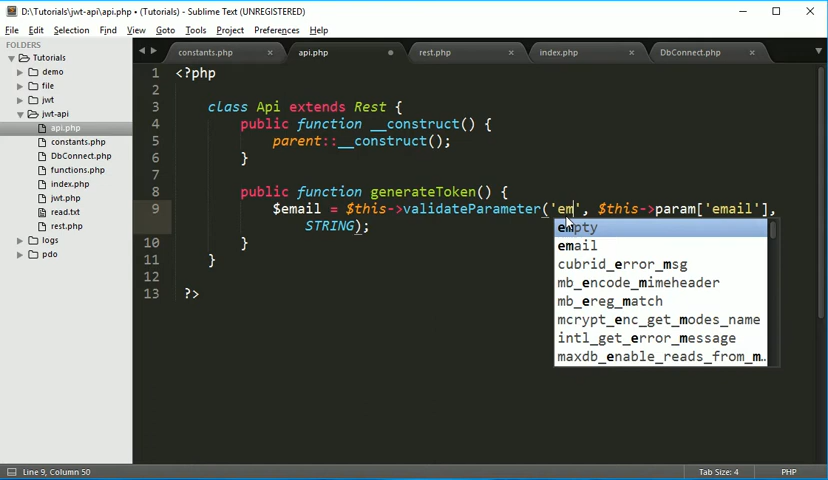 D:\Tutorials\jwt-api\api.php • (Tutorials) - Sublime Text (UNREGISTERED)
File Edit Selection Find View Goto Tools Project Preferences Help
FOLDERS
Tutorials
demo
file
jwt
jwt-api
api.php
constants.php
DbConnect.php
functions.php
index.php
jwt.php
read.txt
rest.php
logs
pdo
constants.php × api.php rest.php × index.php × DbConnect.php ×
1 <?php
2
3 class Api extends Rest {
4 public function __construct() {
5 parent::__construct();
6 }
7
8 public function generateToken() {
9 $email = $this->validateParameter('em', $this->param['email'],
STRING);
10 }
11 }
12
13 ?>
empty
email
cubrid_error_msg
mb_encode_mimeheader
mb_ereg_match
mcrypt_enc_get_modes_name
intl_get_error_message
maxdb_enable_reads_from_m..
Line 9, Column 50 Tab Size: 4 PHP